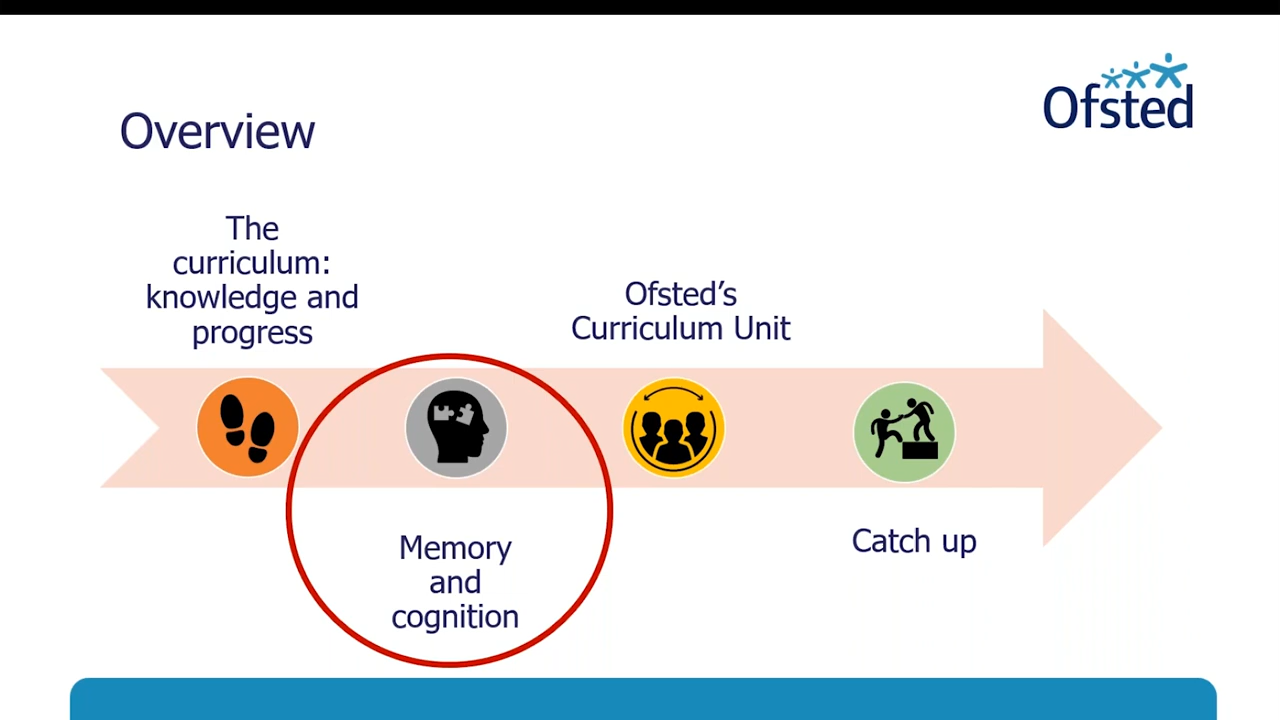 Ofsted
Overview
The
curriculum:
knowledge and
progress
Ofsted’s
Curriculum Unit
Memory
and
cognition
Catch up